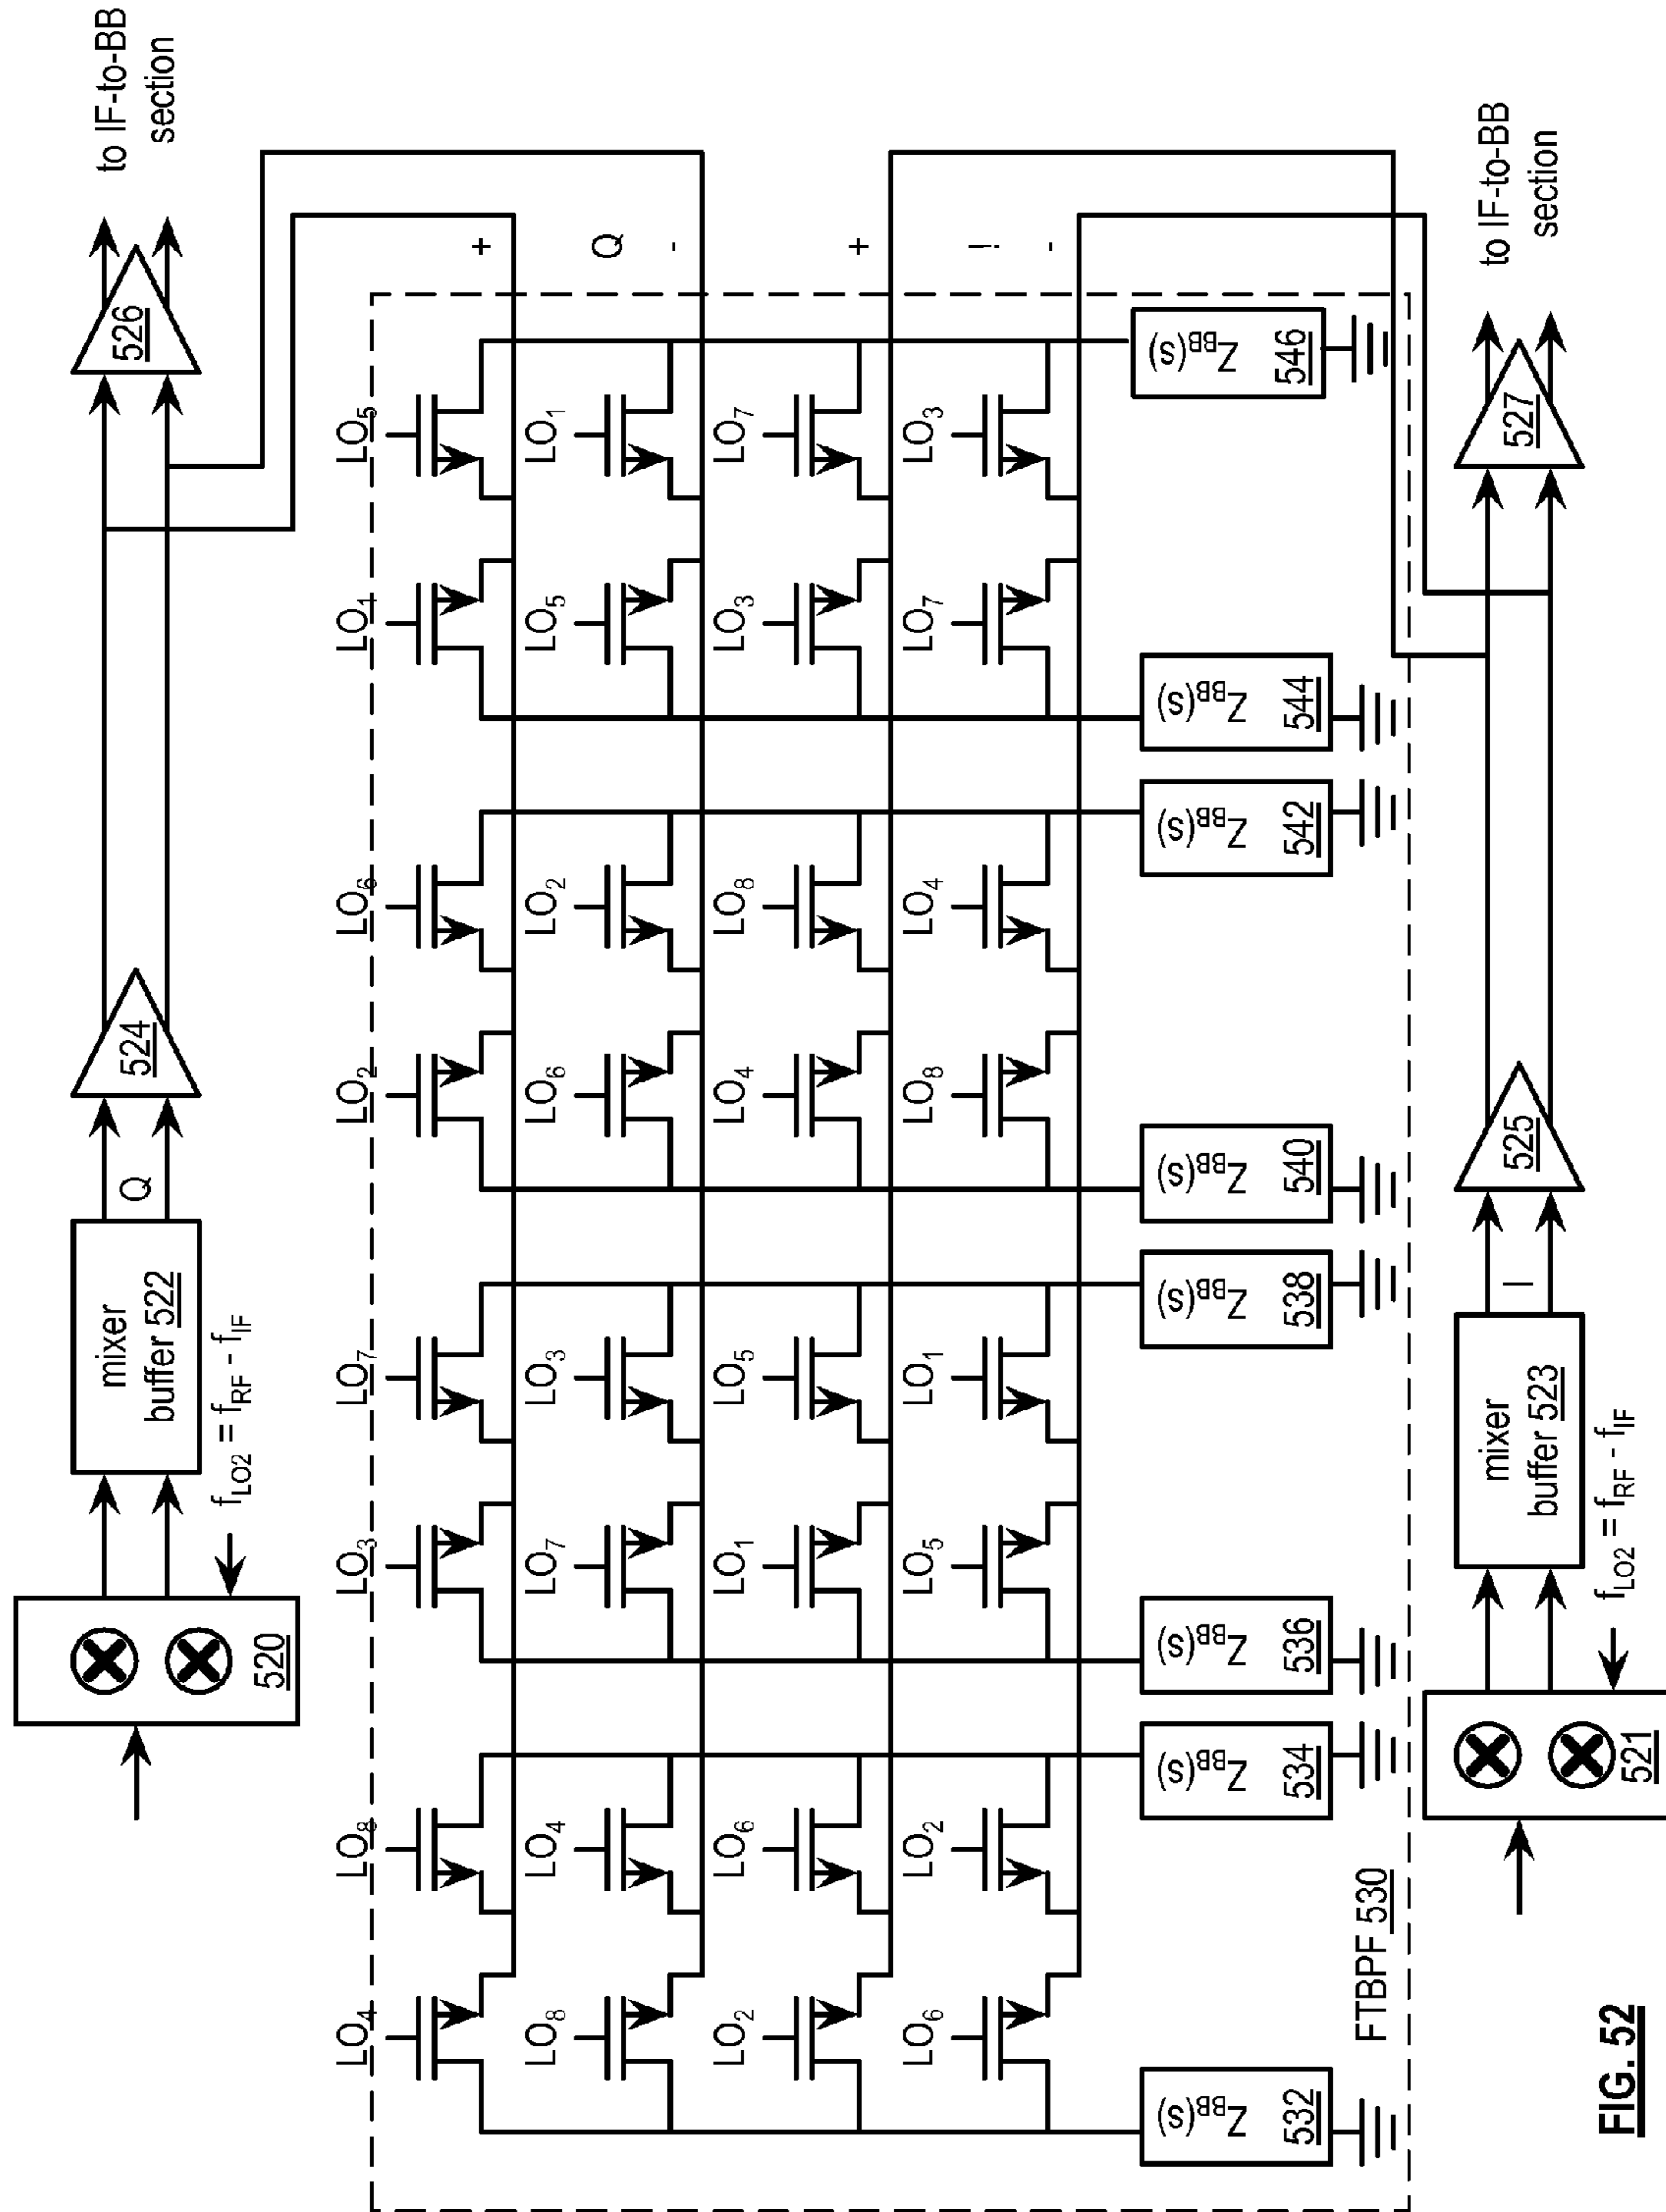 520
f_LO2 = f_RF - f_IF
mixer
buffer 522
Q
524
526
to IF-to-BB
section
LO4
LO8
LO3
LO7
LO2
LO6
LO1
LO5
+
LO8
LO4
LO7
LO3
LO6
LO2
LO5
LO1
Q
-
LO2
LO6
LO1
LO5
LO4
LO8
LO3
LO7
+
LO6
LO2
LO5
LO1
LO8
LO4
LO7
LO3
I
-
Z_BB(s)
532
Z_BB(s)
534
Z_BB(s)
536
Z_BB(s)
538
Z_BB(s)
540
Z_BB(s)
542
Z_BB(s)
544
Z_BB(s)
546
FTBPF 530
521
f_LO2 = f_RF - f_IF
mixer
buffer 523
I
525
527
to IF-to-BB
section
FIG. 52